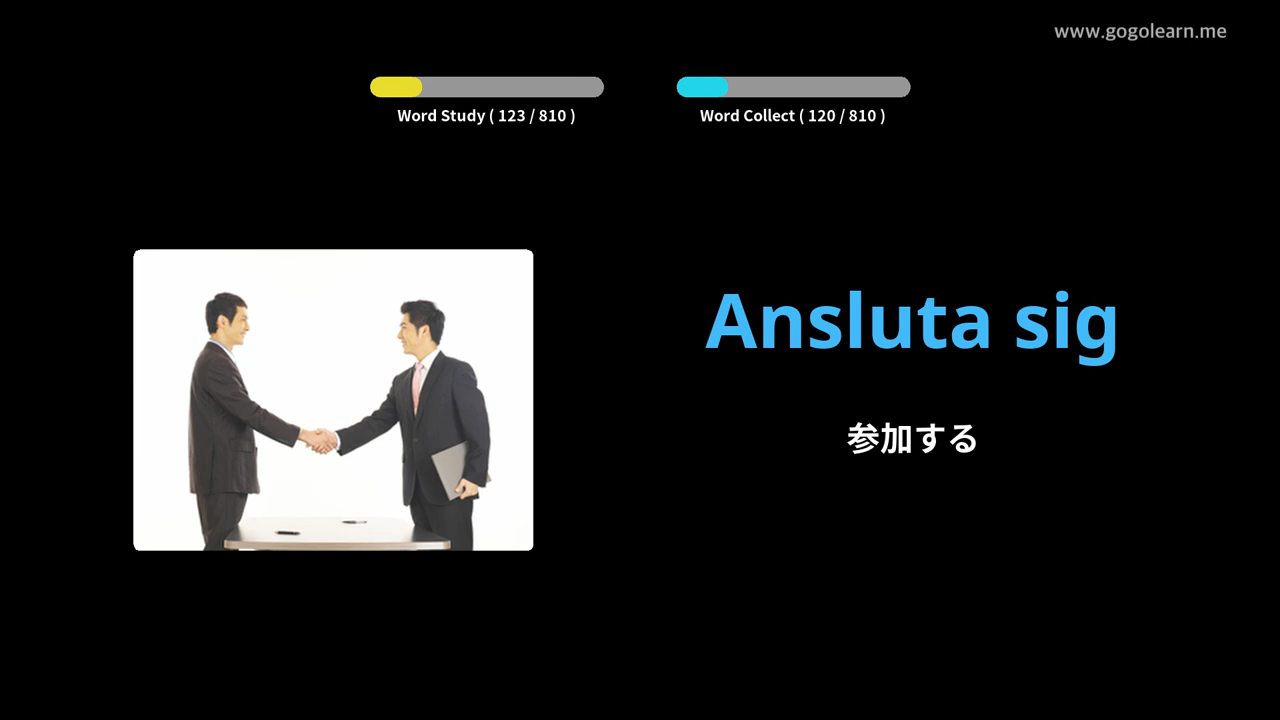 www.gogolearn.me
Word Study ( 123 / 810 )
Word Collect ( 120 / 810 )
Ansluta sig
参加する